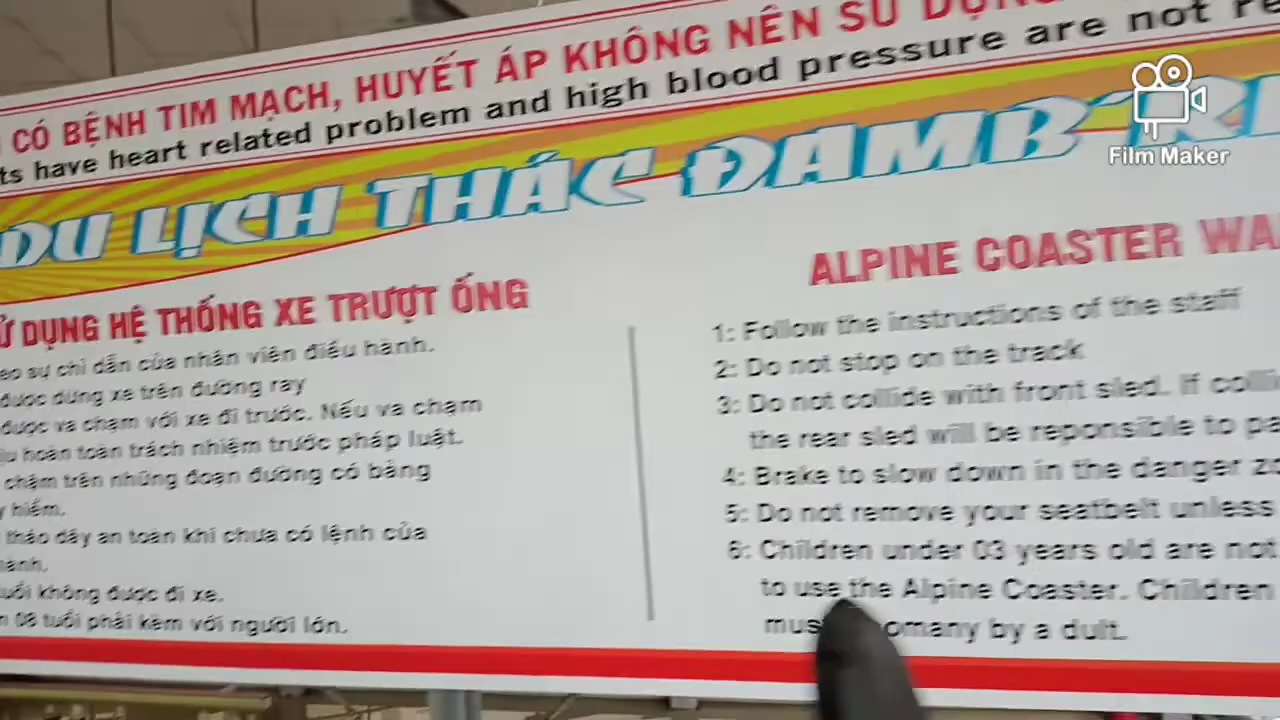 CÓ BỆNH TIM MẠCH, HUYẾT ÁP KHÔNG NÊN SỬ DỤNG
ts have heart related problem and high blood pressure are not re
Film Maker
DU LỊCH THÁC ĐAMB'RI
Ử DỤNG HỆ THỐNG XE TRƯỢT ỐNG
eo sự chỉ dẫn của nhân viên điều hành.
được dừng xe trên đường ray
được va chạm với xe đi trước. Nếu va chạm
ịu hoàn toàn trách nhiệm trước pháp luật.
chậm trên những đoạn đường có bảng
y hiểm.
tháo dây an toàn khi chưa có lệnh của
ành.
uổi không được đi xe.
n 08 tuổi phải kèm với người lớn.
ALPINE COASTER WA
1: Follow the instructions of the staff
2: Do not stop on the track
3: Do not collide with front sled. If colli
the rear sled will be reponsible to pa
4: Brake to slow down in the danger zo
5: Do not remove your seatbelt unless
6: Children under 03 years old are not
to use the Alpine Coaster. Children
mus omany by a dult.